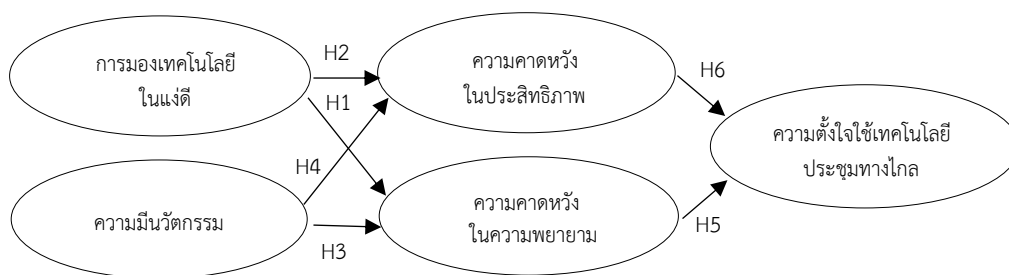 การมองเทคโนโลยี
ในแง่ดี
H2
H1
ความคาดหวัง
ในประสิทธิภาพ
H6
ความตั้งใจใช้เทคโนโลยี
ประชุมทางไกล
H4
ความมีนวัตกรรม
H3
ความคาดหวัง
ในความพยายาม
H5